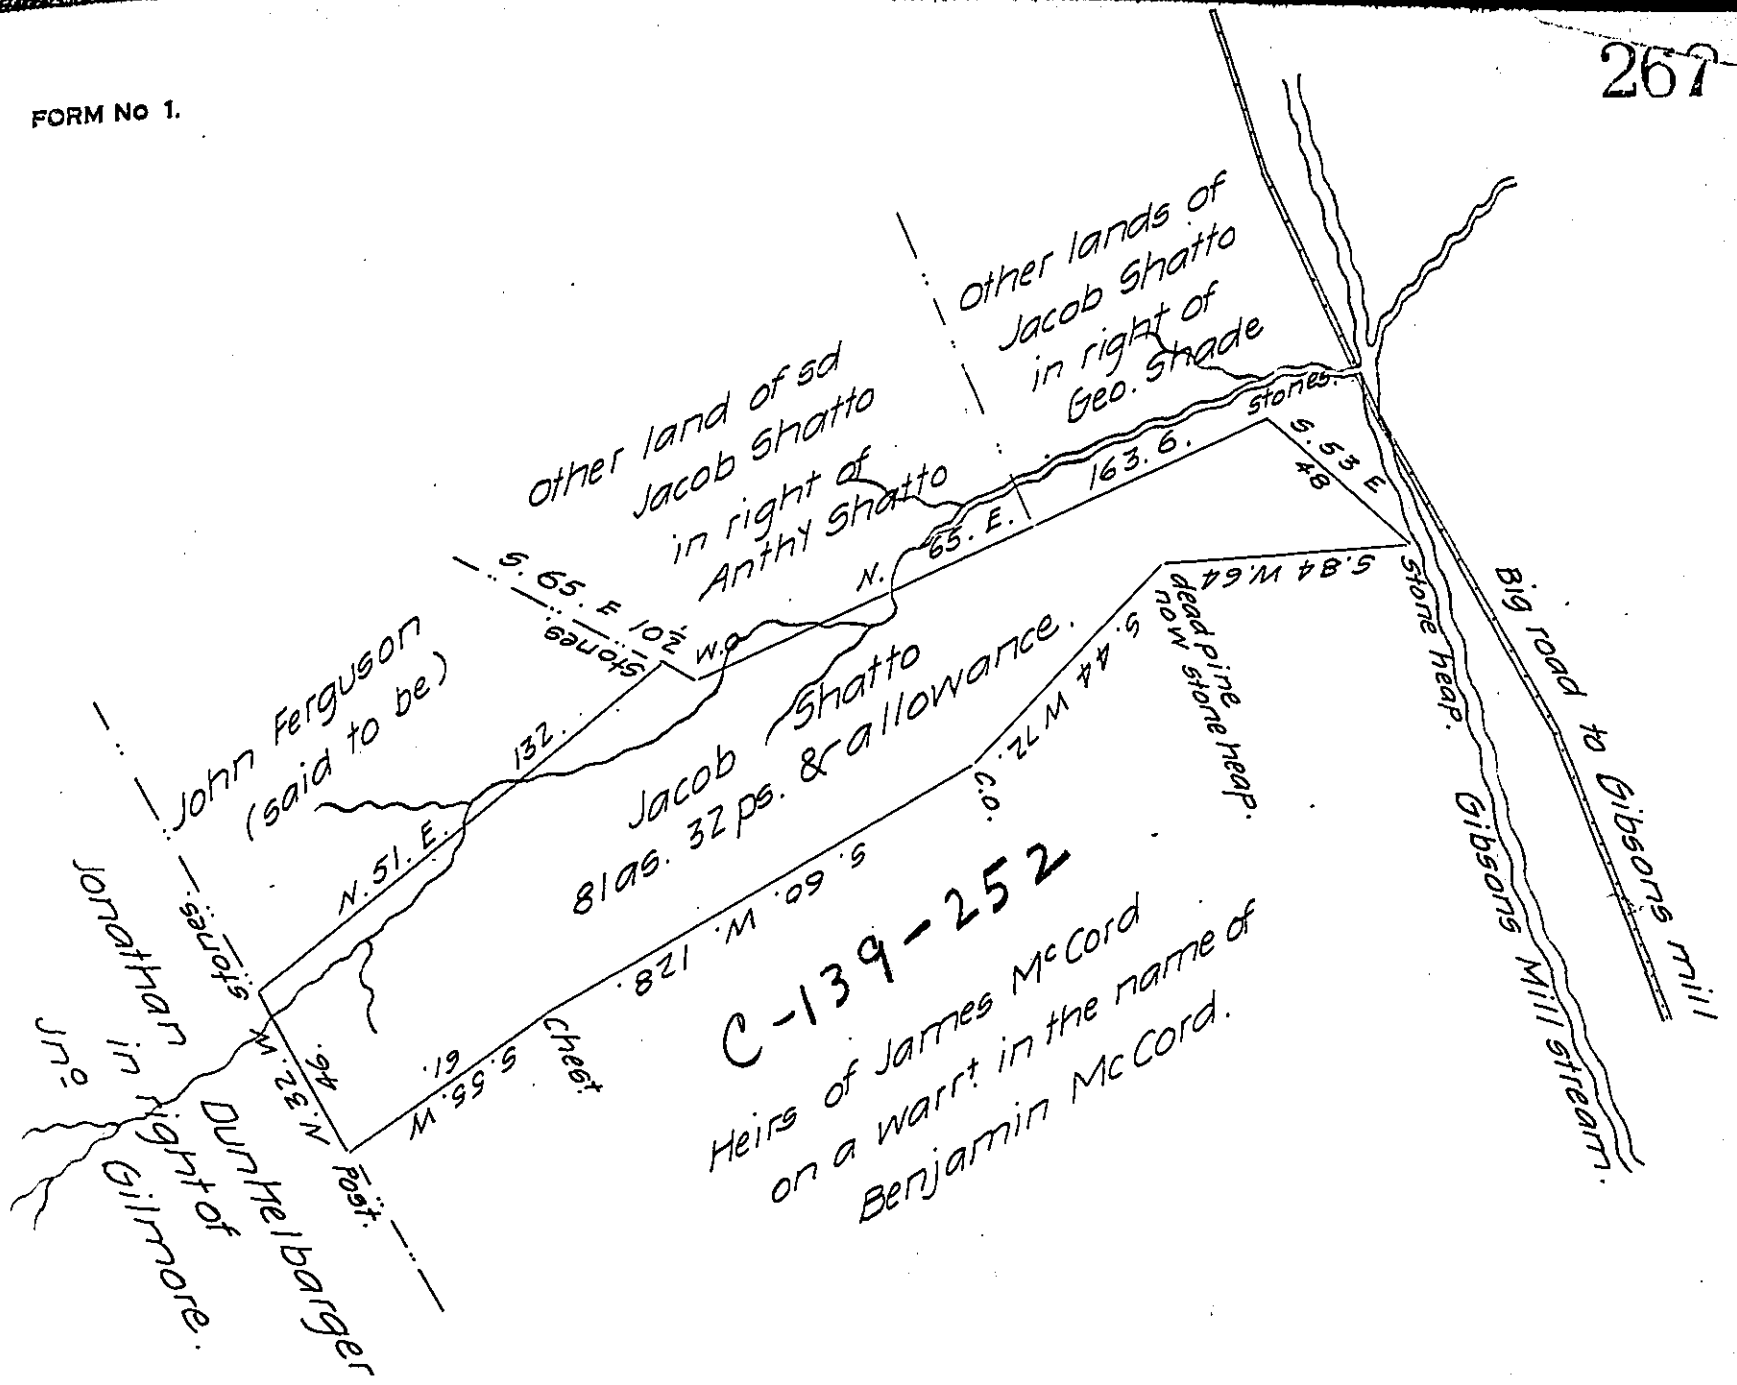 267
FORM No 1.
Other lands of
Jacob Shatto
in right of
Geo. Shade
Other land of sd
Jacob Shatto
in right of
Anthy Shatto
stones.
S. 53 E
48
N. 65. E. 163.6.
S. 65. E 10½
stones
W.O
John Ferguson
(said to be)
N. 51. E. 132.
stones
Jacob Shatto
81as. 32 ps. & allowance.
S. 84 W. 64
dead pine
now stone heap.
Stone heap.
S. 44 W 72.
C.O.
S. 60. W. 128.
Chest
S. 55. W 61.
N. 32. W
46.
Post.
Jonathan Dunkelbarger
in right of
Jno Gilmore.
C-139-252
Heirs of James McCord
on a warrt in the name of
Benjamin McCord.
Big road to Gibsons mill
Gibsons Mill stream.